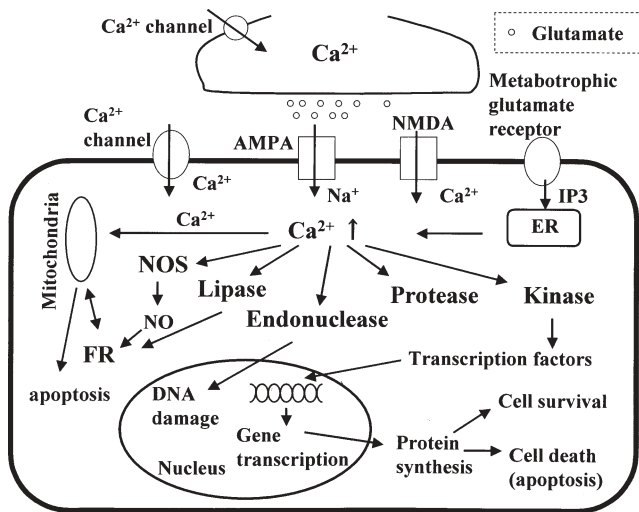 Ca²⁺ channel
Ca²⁺
Glutamate
Metabotrophic
glutamate
receptor
Ca²⁺
channel
AMPA
NMDA
Ca²⁺
Na⁺
Ca²⁺
IP3
ER
Mitochondria
Ca²⁺
Ca²⁺ ↑
NOS
Lipase
Protease
Kinase
NO
Endonuclease
FR
Transcription factors
apoptosis
DNA
damage
Gene
transcription
Nucleus
Protein
synthesis
Cell survival
Cell death
(apoptosis)